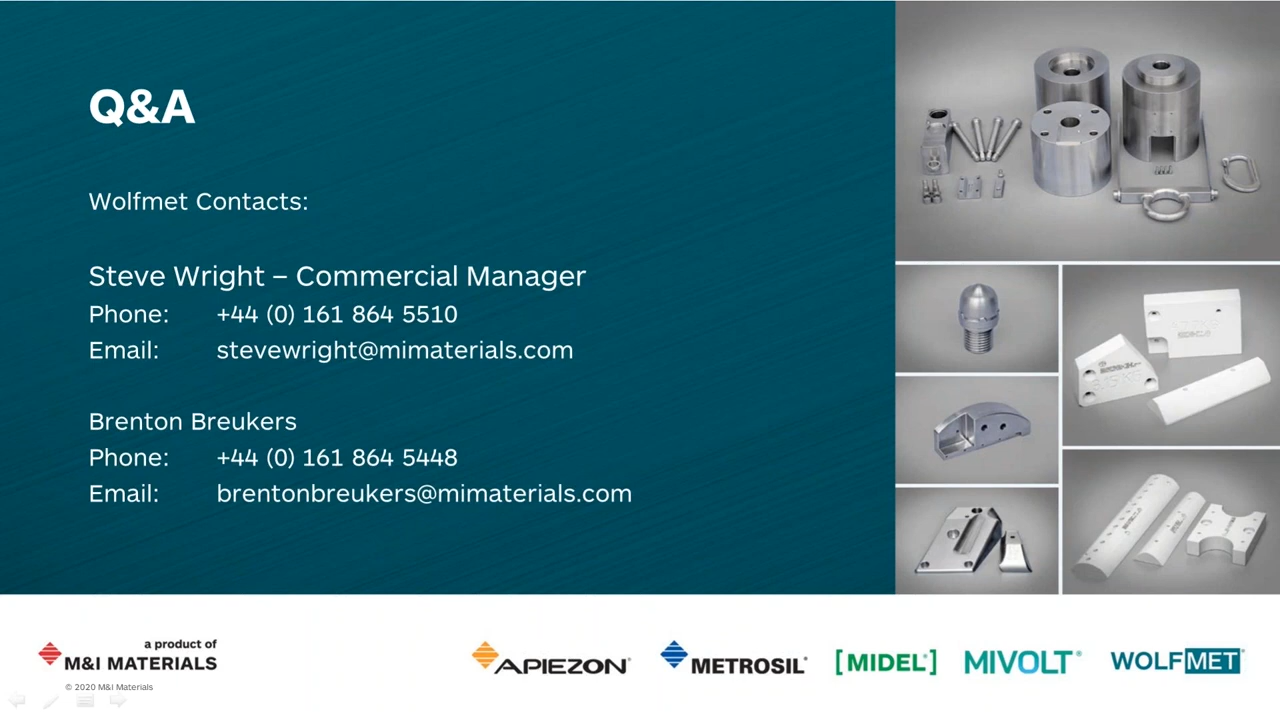 Q&A
Wolfmet Contacts:
Steve Wright – Commercial Manager
Phone: +44 (0) 161 864 5510
Email: stevewright@mimaterials.com
Brenton Breukers
Phone: +44 (0) 161 864 5448
Email: brentonbreukers@mimaterials.com
a product of
M&I MATERIALS
© 2020 M&I Materials
APIEZON®
METROSIL®
[MIDEL®]
MIVOLT®
WOLFMET®